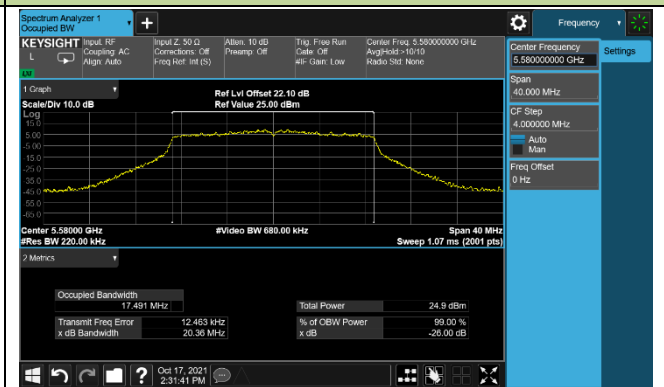 Spectrum Analyzer 1
Occupied BW
+
Frequency
KEYSIGHT Input: RF Input Z: 50 Ω Atten: 10 dB Trig: Free Run Center Freq: 5.580000000 GHz
L Coupling: AC Corrections: Off Preamp: Off Gate: Off Avg|Hold:>10/10
Align: Auto Freq Ref: Int (S) #IF Gain: Low Radio Std: None
Center Frequency
5.580000000 GHz
Settings
Span
40.000 MHz
CF Step
4.000000 MHz
Auto
Man
Freq Offset
0 Hz
1 Graph
Ref Lvl Offset 22.10 dB
Scale/Div 10.0 dB Ref Value 25.00 dBm
Log
15.0
5.00
-5.00
-15.0
-25.0
-35.0
-45.0
-55.0
-65.0
Center 5.58000 GHz #Video BW 680.00 kHz Span 40 MHz
#Res BW 220.00 kHz Sweep 1.07 ms (2001 pts)
2 Metrics
Occupied Bandwidth
17.491 MHz Total Power 24.9 dBm
Transmit Freq Error 12.463 kHz % of OBW Power 99.00 %
x dB Bandwidth 20.36 MHz x dB -26.00 dB
? Oct 17, 2021
2:31:41 PM